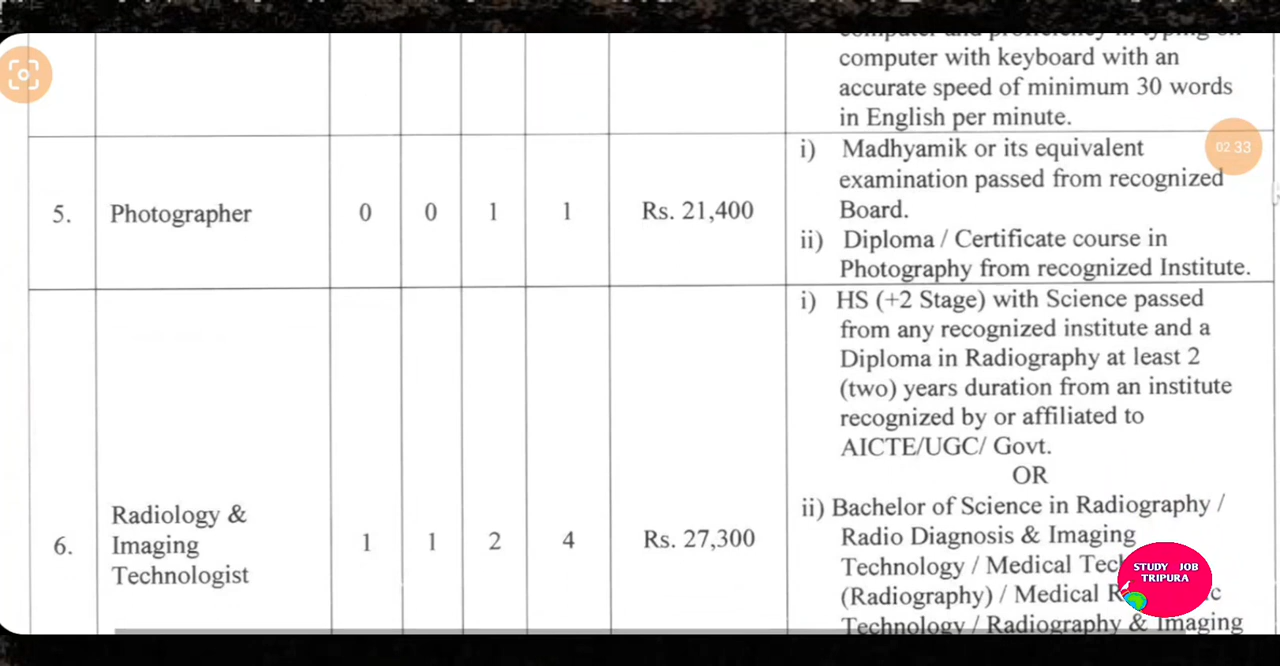 computer with keyboard with an
accurate speed of minimum 30 words
in English per minute.
02 33
5. Photographer 0 0 1 1 Rs. 21,400
i) Madhyamik or its equivalent
examination passed from recognized
Board.
ii) Diploma / Certificate course in
Photography from recognized Institute.
6. Radiology &
Imaging
Technologist 1 1 2 4 Rs. 27,300
i) HS (+2 Stage) with Science passed
from any recognized institute and a
Diploma in Radiography at least 2
(two) years duration from an institute
recognized by or affiliated to
AICTE/UGC/ Govt.
OR
ii) Bachelor of Science in Radiography /
Radio Diagnosis & Imaging
Technology / Medical
(Radiography) / Medical
Technology / Radiography & Imaging
STUDY JOB
TRIPURA